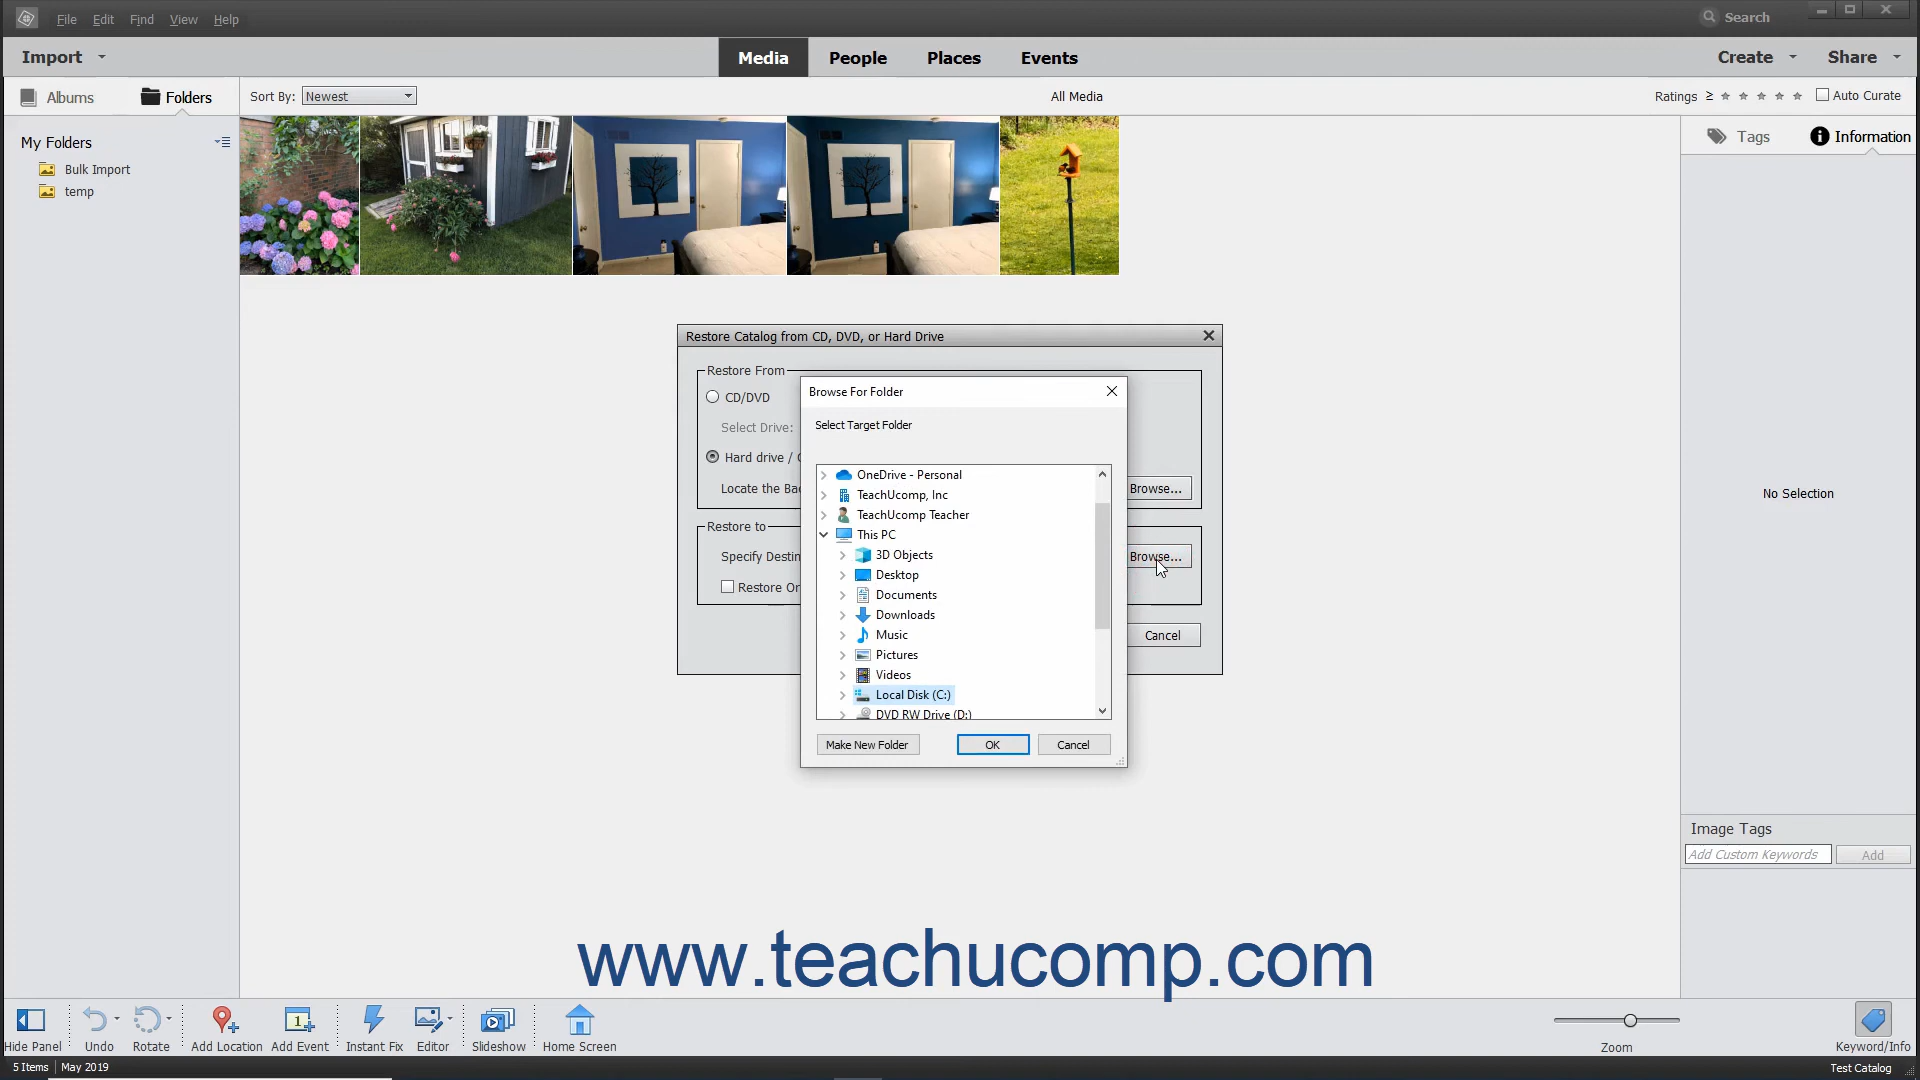 File Edit Find View Help Search
Import Media People Places Events Create Share
Albums Folders Sort By: Newest All Media Ratings ≥ Auto Curate
My Folders Tags Information
Bulk Import
temp
Restore Catalog from CD, DVD, or Hard Drive
Restore From
CD/DVD
Select Drive:
Hard drive /
Locate the Bac Browse...
Restore to
Specify Destin Browse...
Restore Or
Cancel
Browse For Folder
Select Target Folder
OneDrive - Personal
TeachUcomp, Inc
TeachUcomp Teacher
This PC
3D Objects
Desktop
Documents
Downloads
Music
Pictures
Videos
Local Disk (C:)
DVD RW Drive (D:)
Make New Folder OK Cancel
No Selection
Image Tags
Add Custom Keywords Add
www.teachucomp.com
Hide Panel Undo Rotate Add Location Add Event Instant Fix Editor Slideshow Home Screen Zoom Keyword/Info
5 Items May 2019 Test Catalog